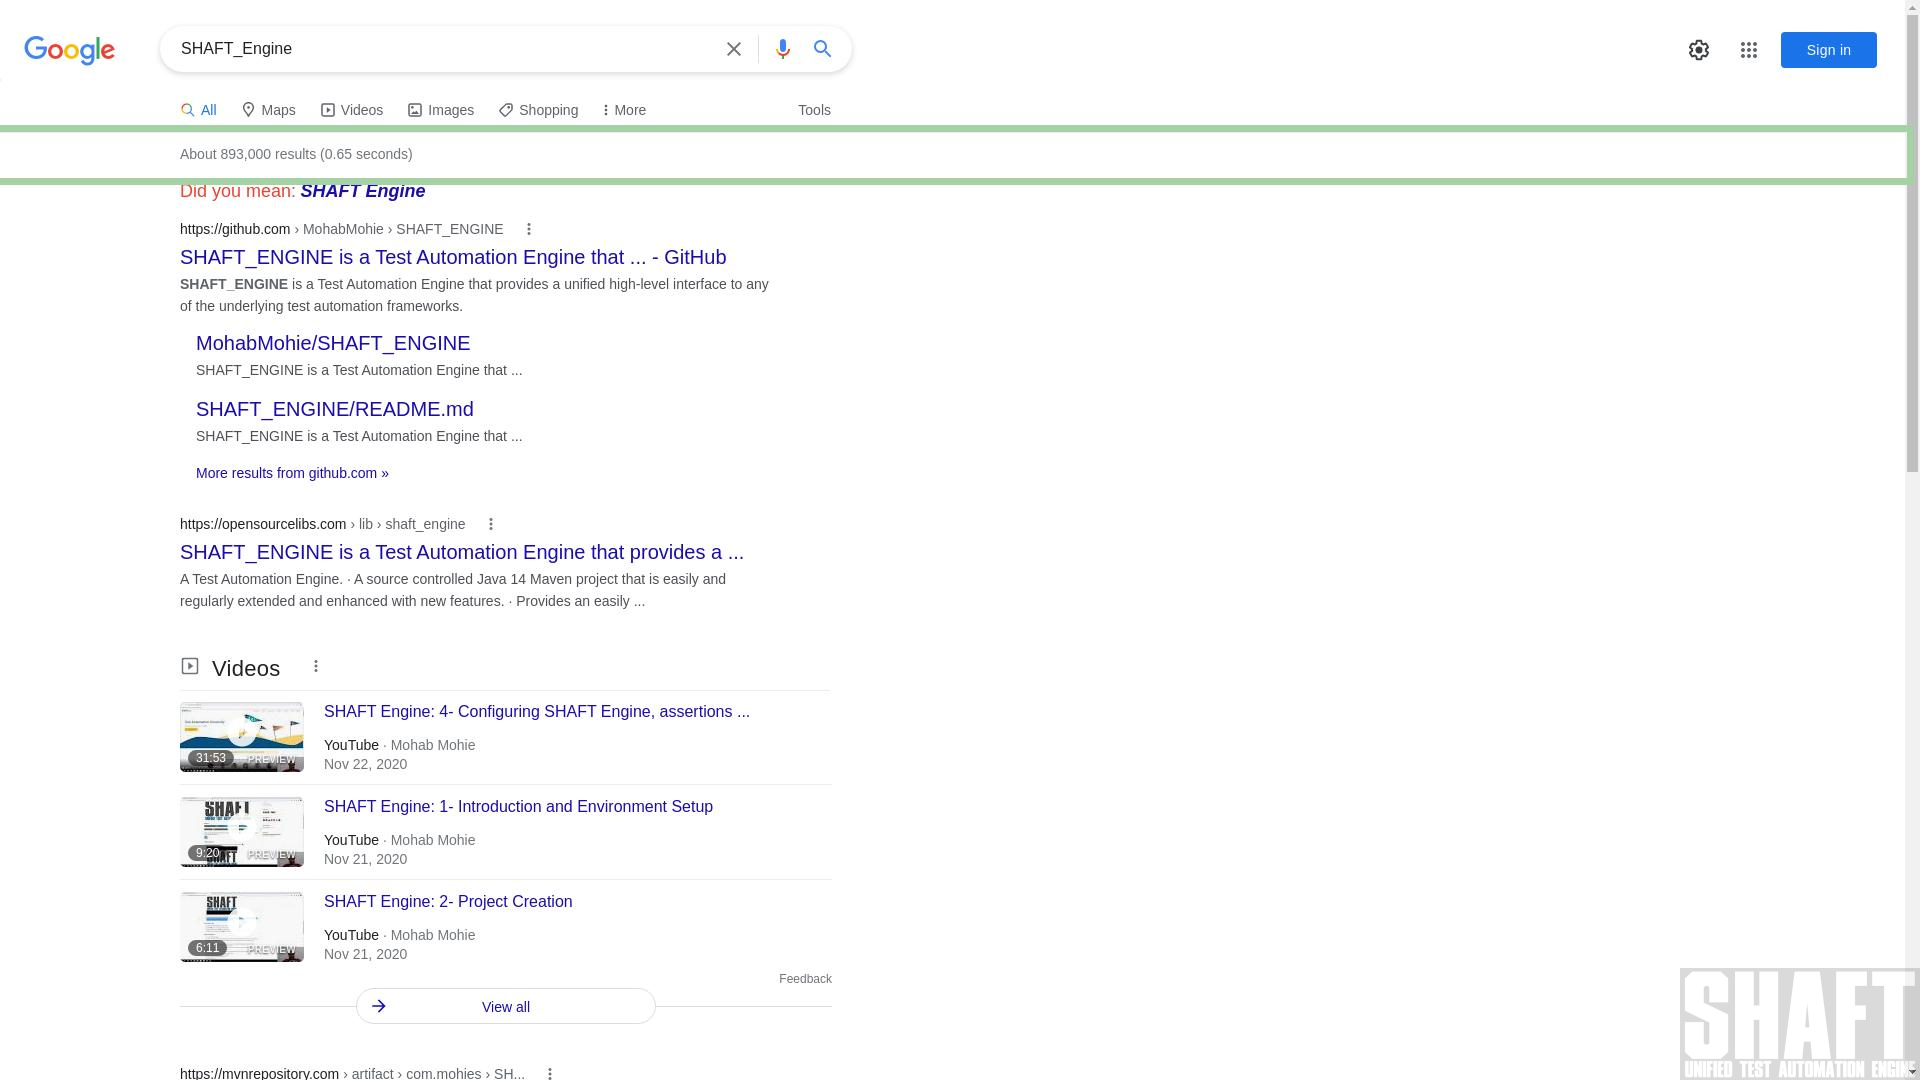 Google
SHAFT_Engine
Sign in
All
Maps
Videos
Images
Shopping
More
Tools
About 893,000 results (0.65 seconds)
Did you mean: SHAFT Engine
https://github.com › MohabMohie › SHAFT_ENGINE
SHAFT_ENGINE is a Test Automation Engine that ... - GitHub
SHAFT_ENGINE is a Test Automation Engine that provides a unified high-level interface to any
of the underlying test automation frameworks.
MohabMohie/SHAFT_ENGINE
SHAFT_ENGINE is a Test Automation Engine that ...
SHAFT_ENGINE/README.md
SHAFT_ENGINE is a Test Automation Engine that ...
More results from github.com »
https://opensourcelibs.com › lib › shaft_engine
SHAFT_ENGINE is a Test Automation Engine that provides a ...
A Test Automation Engine. · A source controlled Java 14 Maven project that is easily and
regularly extended and enhanced with new features. · Provides an easily ...
Videos
SHAFT Engine: 4- Configuring SHAFT Engine, assertions ...
31:53
PREVIEW
YouTube · Mohab Mohie
Nov 22, 2020
SHAFT Engine: 1- Introduction and Environment Setup
SHAFT
9:20
PREVIEW
YouTube · Mohab Mohie
Nov 21, 2020
SHAFT Engine: 2- Project Creation
SHAFT
6:11
PREVIEW
YouTube · Mohab Mohie
Nov 21, 2020
Feedback
View all
https://mvnrepository.com › artifact › com.mohies › SH...
SHAFT
UNIFIED TEST AUTOMATION ENGINE